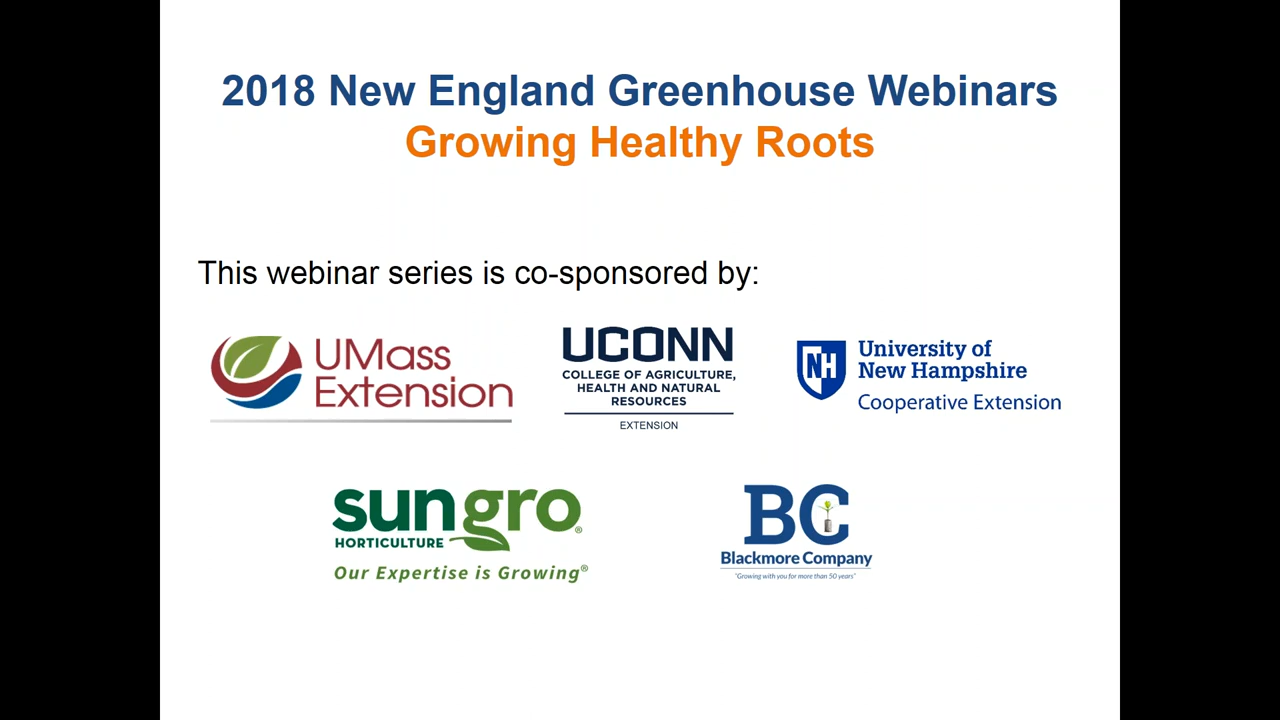 2018 New England Greenhouse Webinars
Growing Healthy Roots
This webinar series is co-sponsored by:
UMass
Extension
UCONN
COLLEGE OF AGRICULTURE,
HEALTH AND NATURAL
RESOURCES
EXTENSION
NH
University of
New Hampshire
Cooperative Extension
sungro®
HORTICULTURE
Our Expertise is Growing®
BC
Blackmore Company
"Growing with you for more than 50 years"